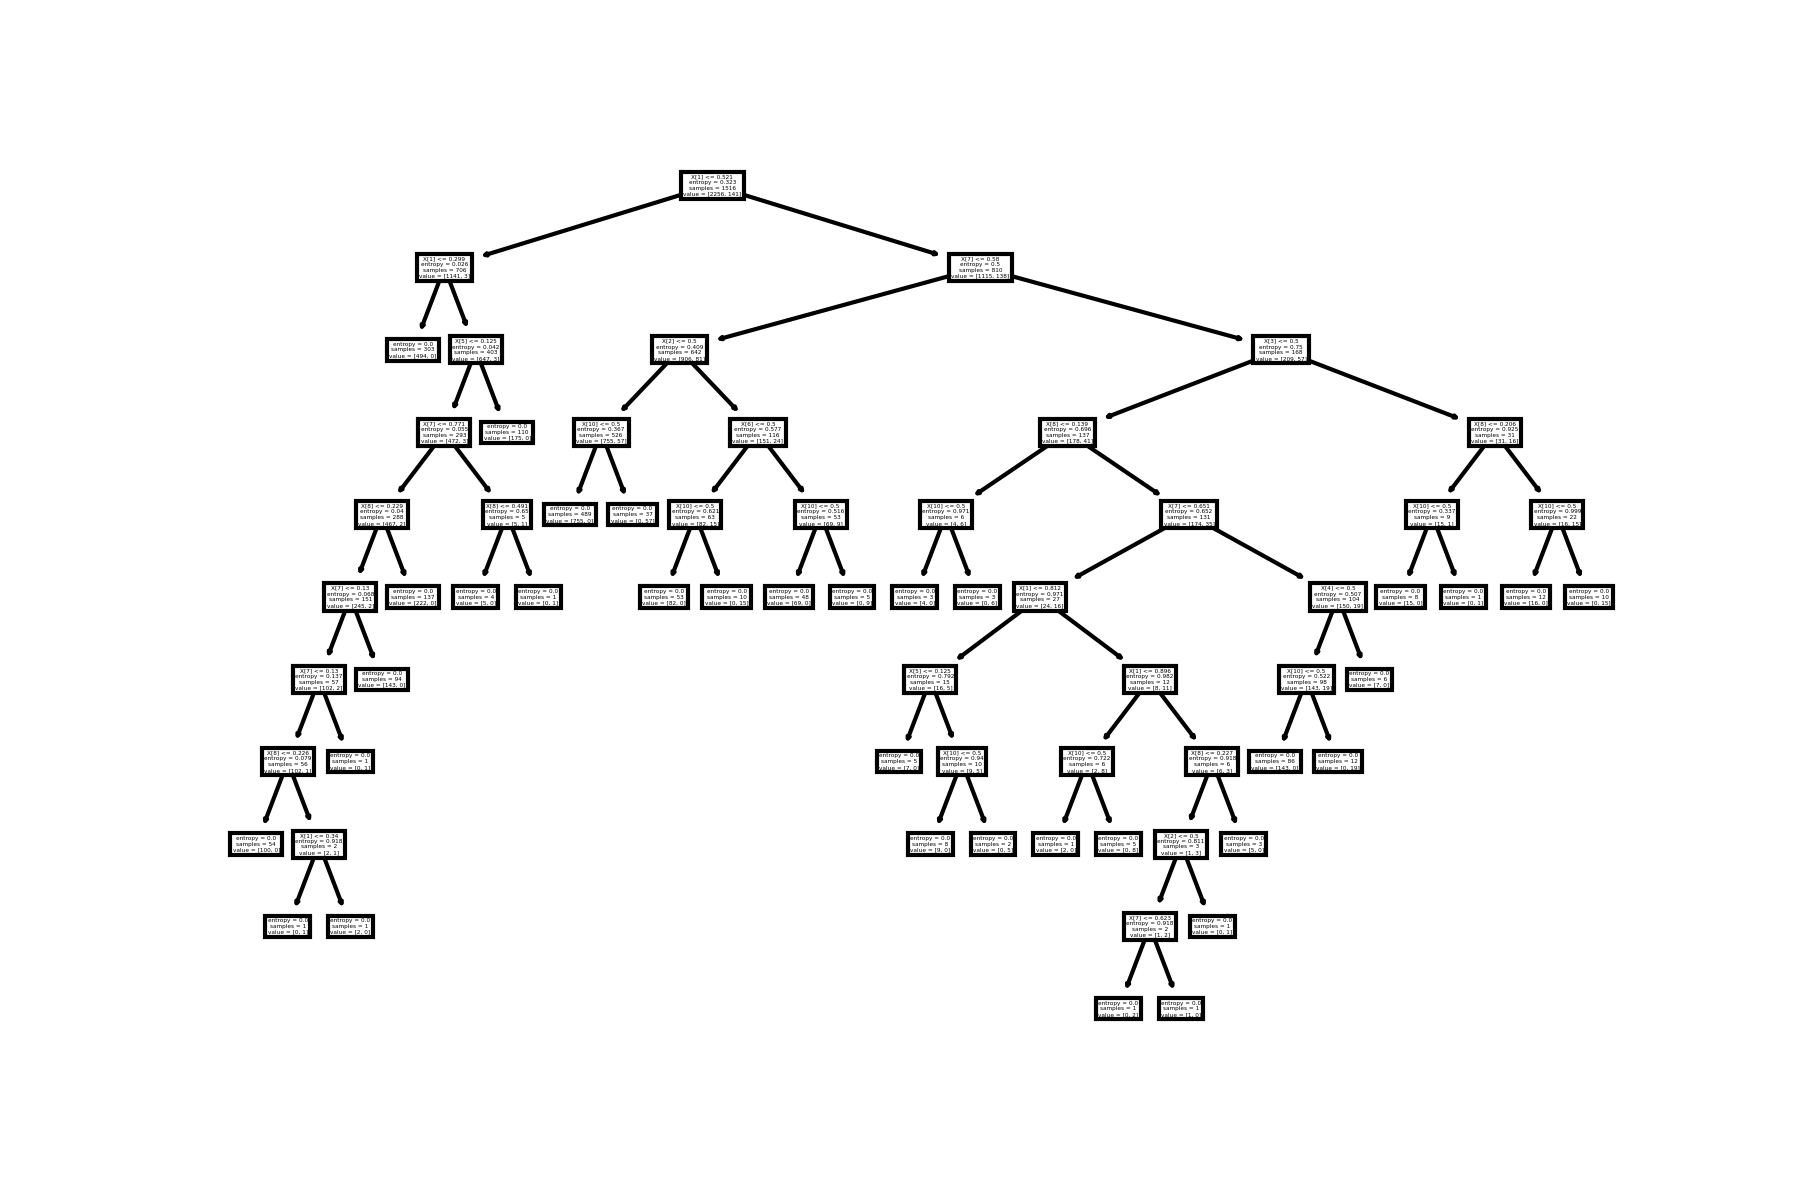 X[1] <= 0.521
entropy = 0.323
samples = 1516
value = [2256, 141]
X[1] <= 0.299
entropy = 0.026
samples = 706
value = [1141, 3]
X[7] <= 0.58
entropy = 0.5
samples = 810
value = [1115, 138]
entropy = 0.0
samples = 303
value = [494, 0]
X[5] <= 0.125
entropy = 0.042
samples = 403
value = [647, 3]
X[2] <= 0.5
entropy = 0.409
samples = 642
value = [906, 81]
X[3] <= 0.5
entropy = 0.75
samples = 168
value = [209, 57]
X[7] <= 0.771
entropy = 0.055
samples = 293
value = [472, 3]
entropy = 0.0
samples = 110
value = [175, 0]
X[10] <= 0.5
entropy = 0.367
samples = 526
value = [755, 57]
X[6] <= 0.5
entropy = 0.577
samples = 116
value = [151, 24]
X[8] <= 0.139
entropy = 0.696
samples = 137
value = [178, 41]
X[8] <= 0.206
entropy = 0.925
samples = 31
value = [31, 16]
X[8] <= 0.229
entropy = 0.04
samples = 288
value = [467, 2]
X[8] <= 0.491
entropy = 0.65
samples = 5
value = [5, 1]
entropy = 0.0
samples = 489
value = [755, 0]
entropy = 0.0
samples = 37
value = [0, 57]
X[10] <= 0.5
entropy = 0.621
samples = 63
value = [82, 15]
X[10] <= 0.5
entropy = 0.516
samples = 53
value = [69, 9]
X[10] <= 0.5
entropy = 0.971
samples = 6
value = [4, 6]
X[7] <= 0.651
entropy = 0.652
samples = 131
value = [174, 35]
X[10] <= 0.5
entropy = 0.337
samples = 9
value = [15, 1]
X[10] <= 0.5
entropy = 0.999
samples = 22
value = [16, 15]
X[7] <= 0.13
entropy = 0.068
samples = 151
value = [245, 2]
entropy = 0.0
samples = 137
value = [222, 0]
entropy = 0.0
samples = 4
value = [5, 0]
entropy = 0.0
samples = 1
value = [0, 1]
entropy = 0.0
samples = 53
value = [82, 0]
entropy = 0.0
samples = 10
value = [0, 15]
entropy = 0.0
samples = 48
value = [69, 0]
entropy = 0.0
samples = 5
value = [0, 9]
entropy = 0.0
samples = 3
value = [4, 0]
entropy = 0.0
samples = 3
value = [0, 6]
X[1] <= 0.812
entropy = 0.971
samples = 27
value = [24, 16]
X[4] <= 0.5
entropy = 0.507
samples = 104
value = [150, 19]
entropy = 0.0
samples = 8
value = [15, 0]
entropy = 0.0
samples = 1
value = [0, 1]
entropy = 0.0
samples = 12
value = [16, 0]
entropy = 0.0
samples = 10
value = [0, 15]
X[7] <= 0.13
entropy = 0.137
samples = 57
value = [102, 2]
entropy = 0.0
samples = 94
value = [143, 0]
X[5] <= 0.125
entropy = 0.792
samples = 15
value = [16, 5]
X[1] <= 0.896
entropy = 0.982
samples = 12
value = [8, 11]
X[10] <= 0.5
entropy = 0.522
samples = 98
value = [143, 19]
entropy = 0.0
samples = 6
value = [7, 0]
X[8] <= 0.226
entropy = 0.079
samples = 56
value = [102, 1]
entropy = 0.0
samples = 1
value = [0, 1]
entropy = 0.0
samples = 5
value = [7, 0]
X[10] <= 0.5
entropy = 0.94
samples = 10
value = [9, 5]
X[10] <= 0.5
entropy = 0.722
samples = 6
value = [2, 8]
X[8] <= 0.227
entropy = 0.918
samples = 6
value = [6, 3]
entropy = 0.0
samples = 86
value = [143, 0]
entropy = 0.0
samples = 12
value = [0, 19]
entropy = 0.0
samples = 54
value = [100, 0]
X[1] <= 0.34
entropy = 0.918
samples = 2
value = [2, 1]
entropy = 0.0
samples = 8
value = [9, 0]
entropy = 0.0
samples = 2
value = [0, 5]
entropy = 0.0
samples = 1
value = [2, 0]
entropy = 0.0
samples = 5
value = [0, 8]
X[2] <= 0.5
entropy = 0.811
samples = 3
value = [1, 3]
entropy = 0.0
samples = 3
value = [5, 0]
entropy = 0.0
samples = 1
value = [0, 1]
entropy = 0.0
samples = 1
value = [2, 0]
X[7] <= 0.623
entropy = 0.918
samples = 2
value = [1, 2]
entropy = 0.0
samples = 1
value = [0, 1]
entropy = 0.0
samples = 1
value = [0, 2]
entropy = 0.0
samples = 1
value = [1, 0]